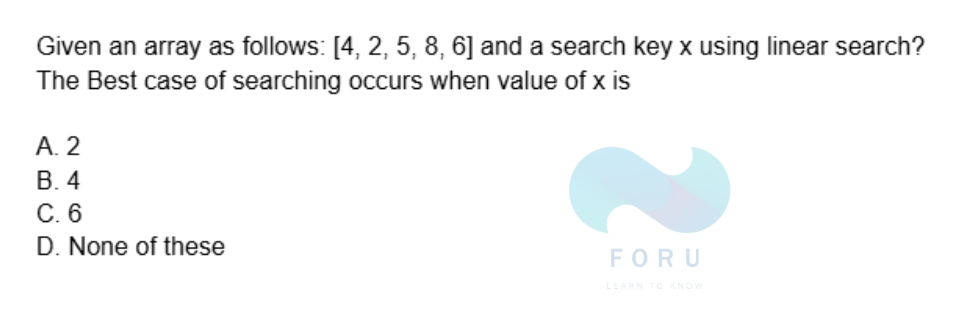 Given an array as follows: [4, 2, 5, 8, 6] and a search key x using linear search?
The Best case of searching occurs when value of x is
A. 2
B. 4
C. 6
D. None of these
FORU
LEARN TO KNOW